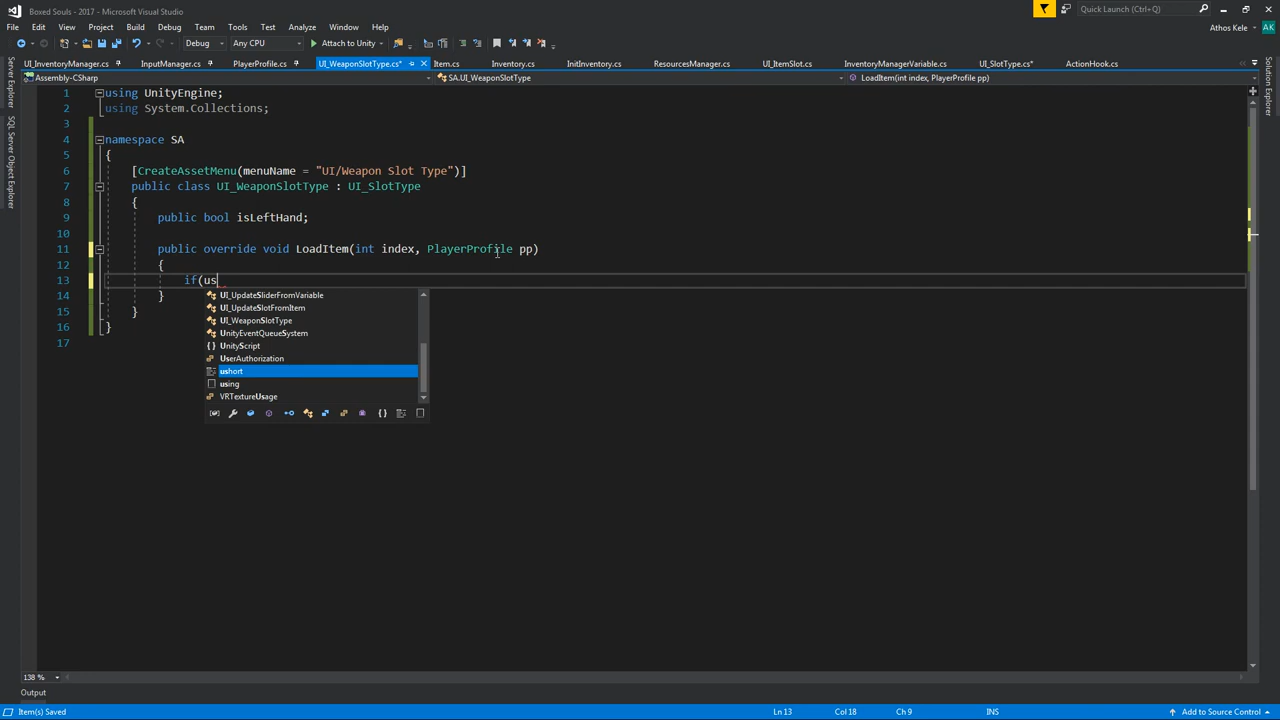 Boxed Souls - 2017 - Microsoft Visual Studio
Quick Launch (Ctrl+Q)
File Edit View Project Build Debug Team Tools Test Analyze Window Help
Athos Kele AK
Debug Any CPU Attach to Unity
UI_InventoryManager.cs InputManager.cs PlayerProfile.cs UI_WeaponSlotType.cs* Item.cs Inventory.cs InitInventory.cs ResourcesManager.cs UI_ItemSlot.cs InventoryManagerVariable.cs UI_SlotType.cs* ActionHook.cs
Assembly-CSharp SA.UI_WeaponSlotType LoadItem(int index, PlayerProfile pp)
Server Explorer
SQL Server Object Explorer
Solution Explorer
1 using UnityEngine;
2 using System.Collections;
3
4 namespace SA
5 {
6 [CreateAssetMenu(menuName = "UI/Weapon Slot Type")]
7 public class UI_WeaponSlotType : UI_SlotType
8 {
9 public bool isLeftHand;
10
11 public override void LoadItem(int index, PlayerProfile pp)
12 {
13 if(us
14 }
15 }
16 }
17
UI_UpdateSliderFromVariable
UI_UpdateSlotFromItem
UI_WeaponSlotType
UnityEventQueueSystem
{ } UnityScript
UserAuthorization
ushort
using
VRTextureUsage
{ }
138 %
Output
Item(s) Saved Ln 13 Col 18 Ch 9 INS Add to Source Control